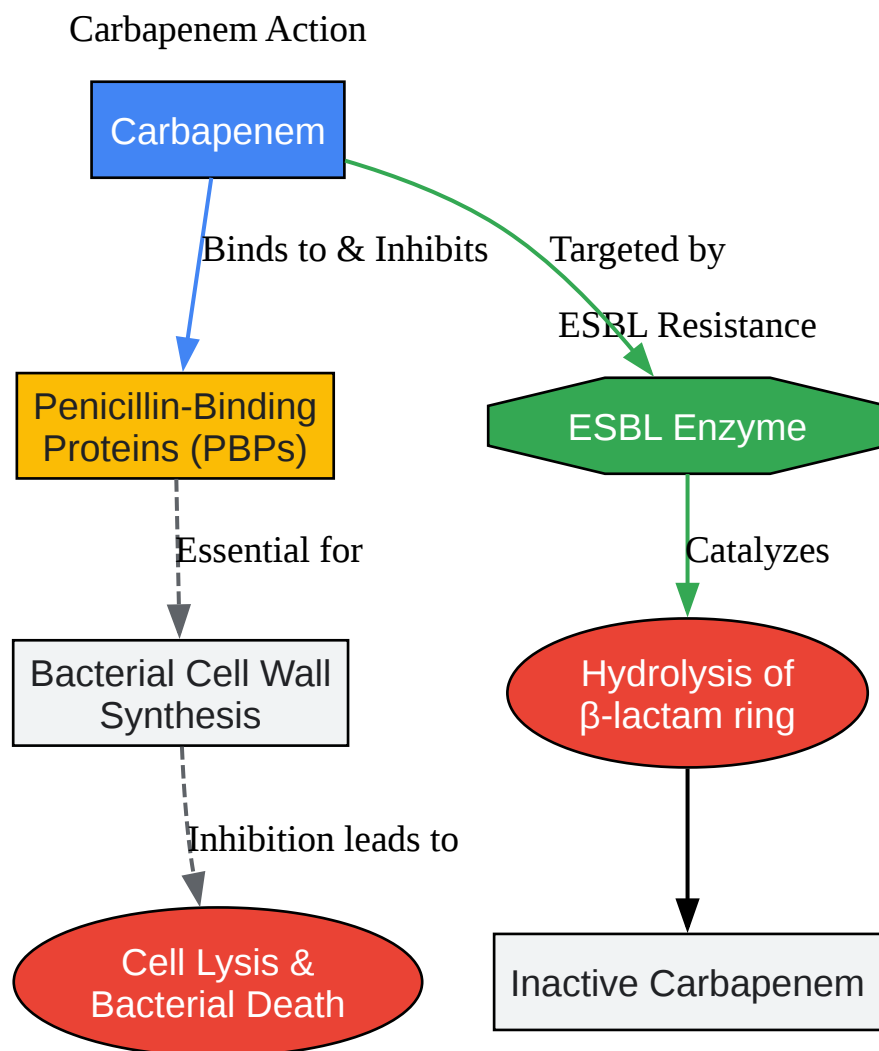 Carbapenem Action
Carbapenem
Binds to & Inhibits
Targeted by
ESBL Resistance
Penicillin-Binding
Proteins (PBPs)
ESBL Enzyme
Essential for
Catalyzes
Bacterial Cell Wall
Synthesis
Hydrolysis of
β-lactam ring
Inhibition leads to
Cell Lysis &
Bacterial Death
Inactive Carbapenem